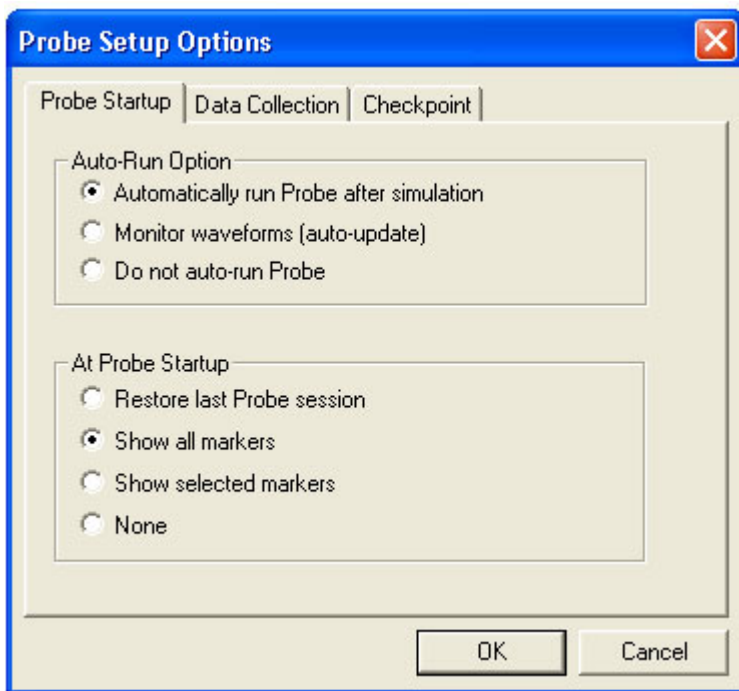 Probe Setup Options
Probe Startup Data Collection Checkpoint
Auto-Run Option
Automatically run Probe after simulation
Monitor waveforms (auto-update)
Do not auto-run Probe
At Probe Startup
Restore last Probe session
Show all markers
Show selected markers
None
OK Cancel